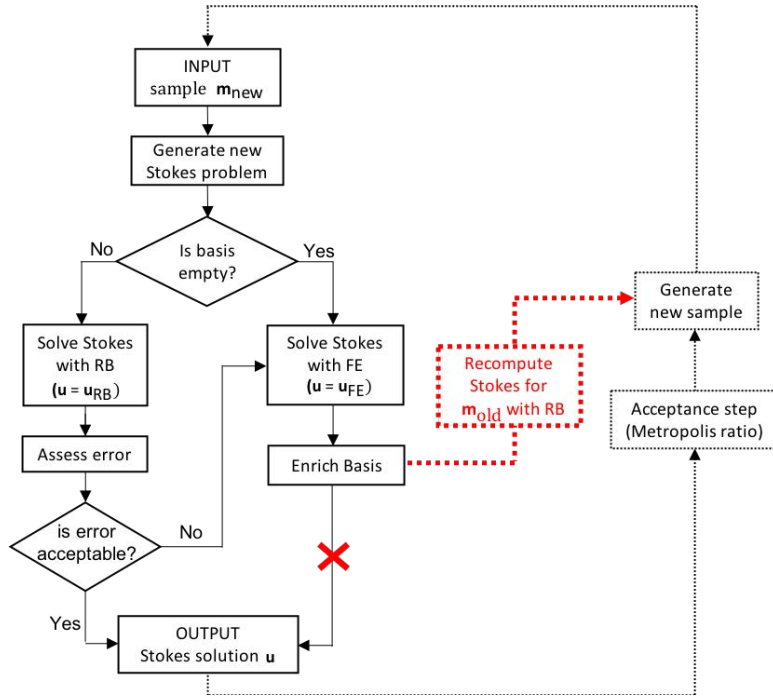 INPUT
sample m_new
Generate new
Stokes problem
No
Yes
Is basis
empty?
Solve Stokes
with RB
(u = u_RB)
Solve Stokes
with FE
(u = u_FE)
Recompute
Stokes for
m_old with RB
Generate
new sample
Acceptance step
(Metropolis ratio)
Assess error
Enrich Basis
is error
acceptable?
No
Yes
OUTPUT
Stokes solution u